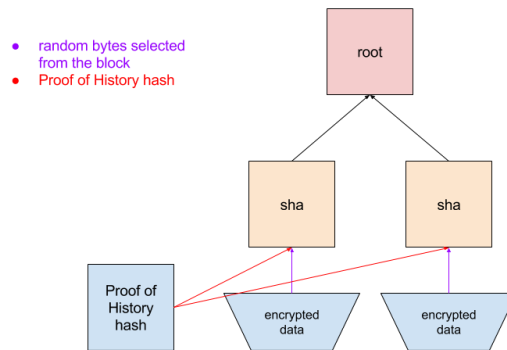 random bytes selected
from the block
Proof of History hash
root
sha
sha
Proof of
History
hash
encrypted
data
encrypted
data